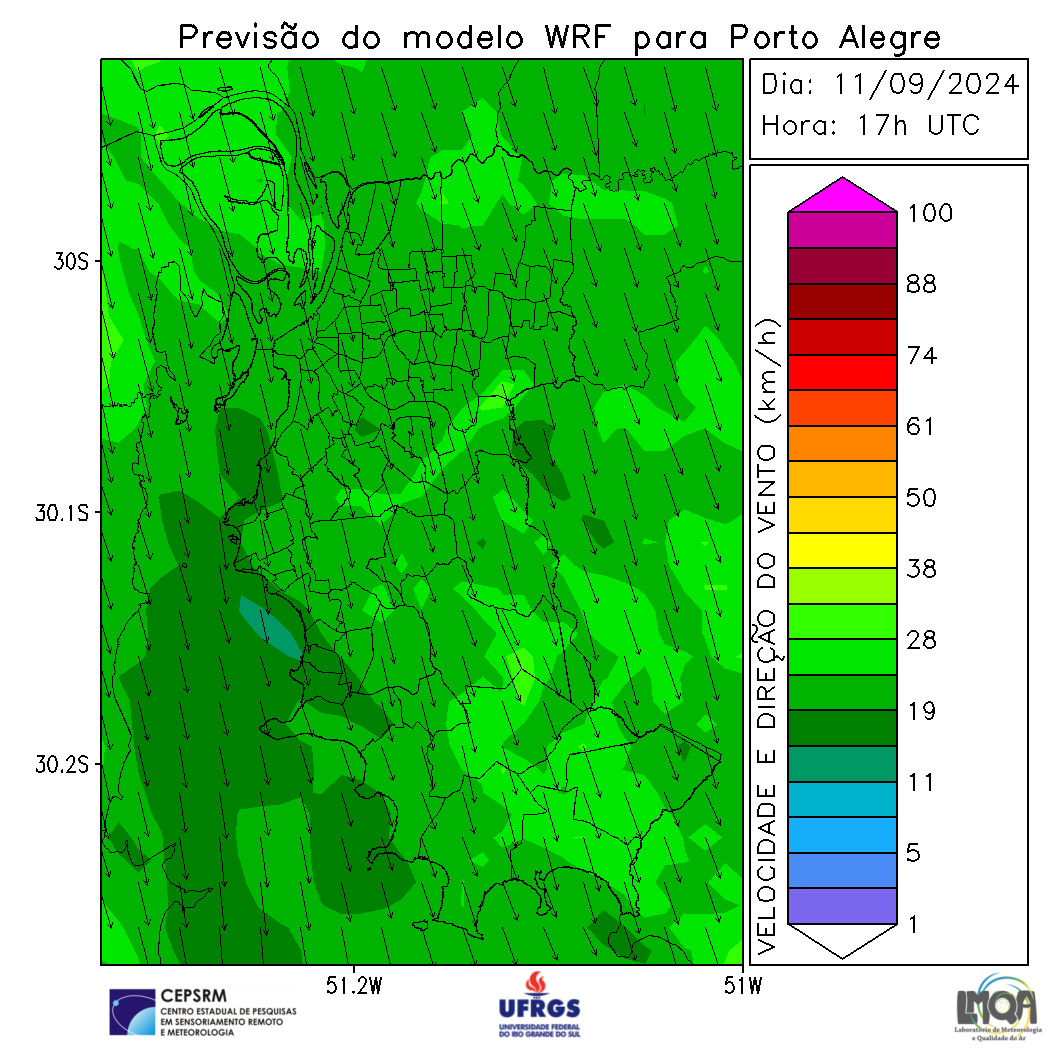 Previsão do modelo WRF para Porto Alegre
Dia: 11/09/2024
Hora: 17h UTC
30S
30.1S
30.2S
51.2W
51W
VELOCIDADE E DIREÇÃO DO VENTO (km/h)
100
88
74
61
50
38
28
19
11
5
1
CEPSRM
CENTRO ESTADUAL DE PESQUISAS
EM SENSORIAMENTO REMOTO
E METEOROLOGIA
UFRGS
UNIVERSIDADE FEDERAL
DO RIO GRANDE DO SUL
LMQA
Laboratório de Meteorologia
e Qualidade do Ar